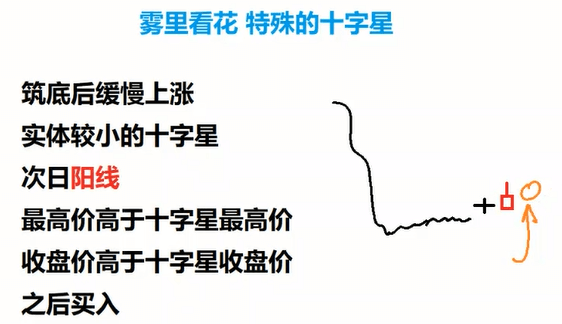 雾里看花 特殊的十字星
筑底后缓慢上涨
实体较小的十字星
次日阳线
最高价高于十字星最高价
收盘价高于十字星收盘价
之后买入